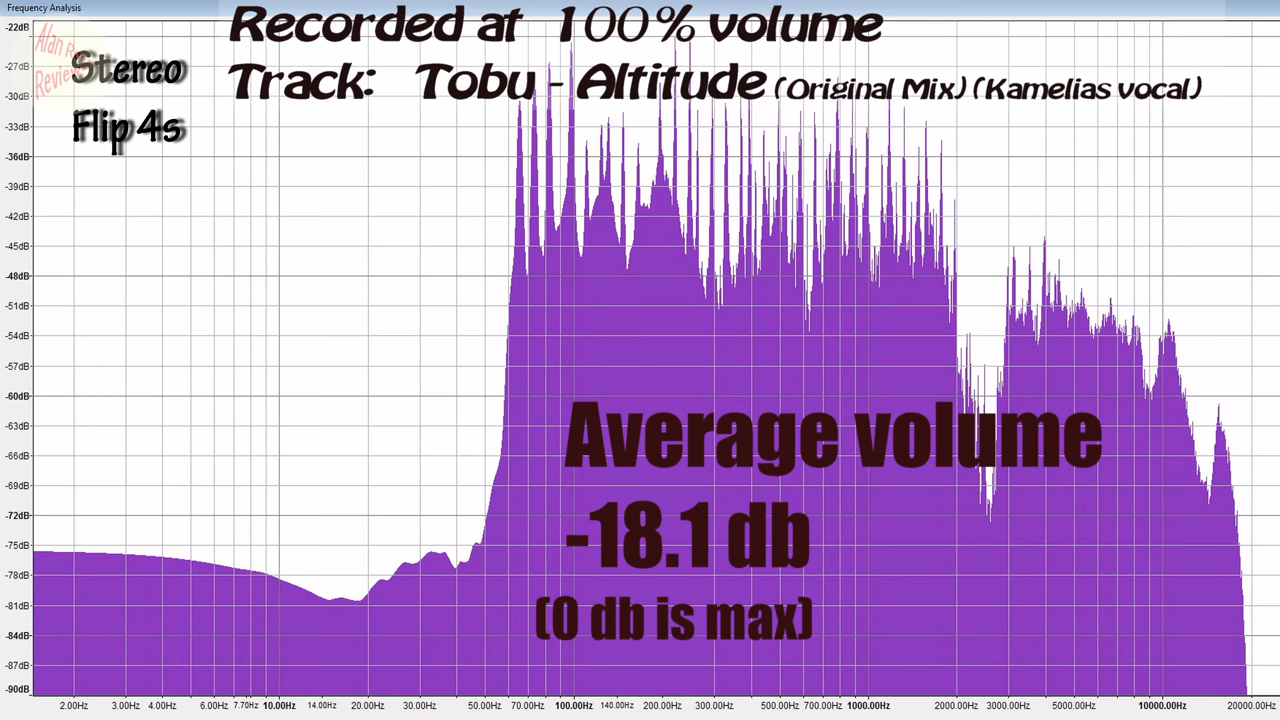 Frequency Analysis
Recorded at 100% volume
Track: Tobu - Altitude (Original Mix) (Kamelias vocal)
Stereo
Flip 4s
Average volume
-18.1 db
(0 db is max)
-22dB
-27dB
-30dB
-33dB
-36dB
-39dB
-42dB
-45dB
-48dB
-51dB
-54dB
-57dB
-60dB
-63dB
-66dB
-69dB
-72dB
-75dB
-78dB
-81dB
-84dB
-87dB
-90dB
2.00Hz 3.00Hz 4.00Hz 6.00Hz 7.70Hz 10.00Hz 14.00Hz 20.00Hz 30.00Hz 50.00Hz 70.00Hz 100.00Hz 140.00Hz 200.00Hz 300.00Hz 500.00Hz 700.00Hz 1000.00Hz 2000.00Hz 3000.00Hz 5000.00Hz 10000.00Hz 20000.00Hz